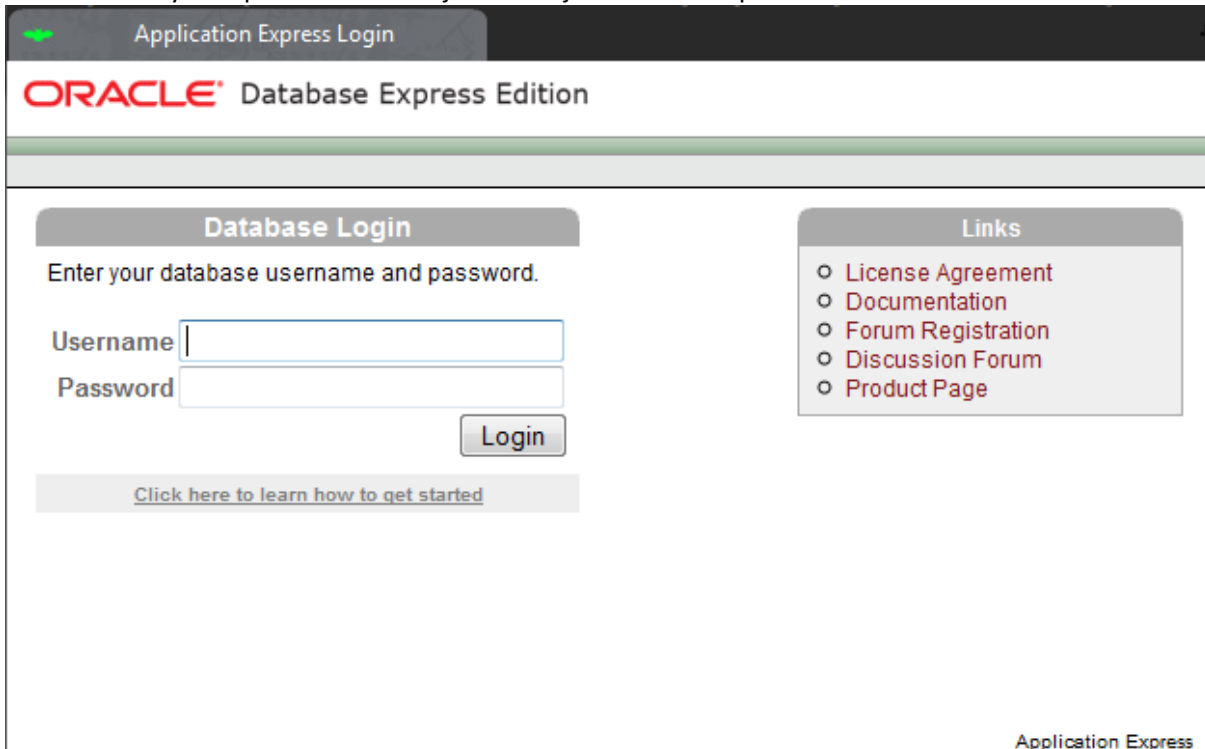 Application Express Login
ORACLE® Database Express Edition
Database Login
Enter your database username and password.
Username
Password
Login
Click here to learn how to get started
Links
License Agreement
Documentation
Forum Registration
Discussion Forum
Product Page
Application Express